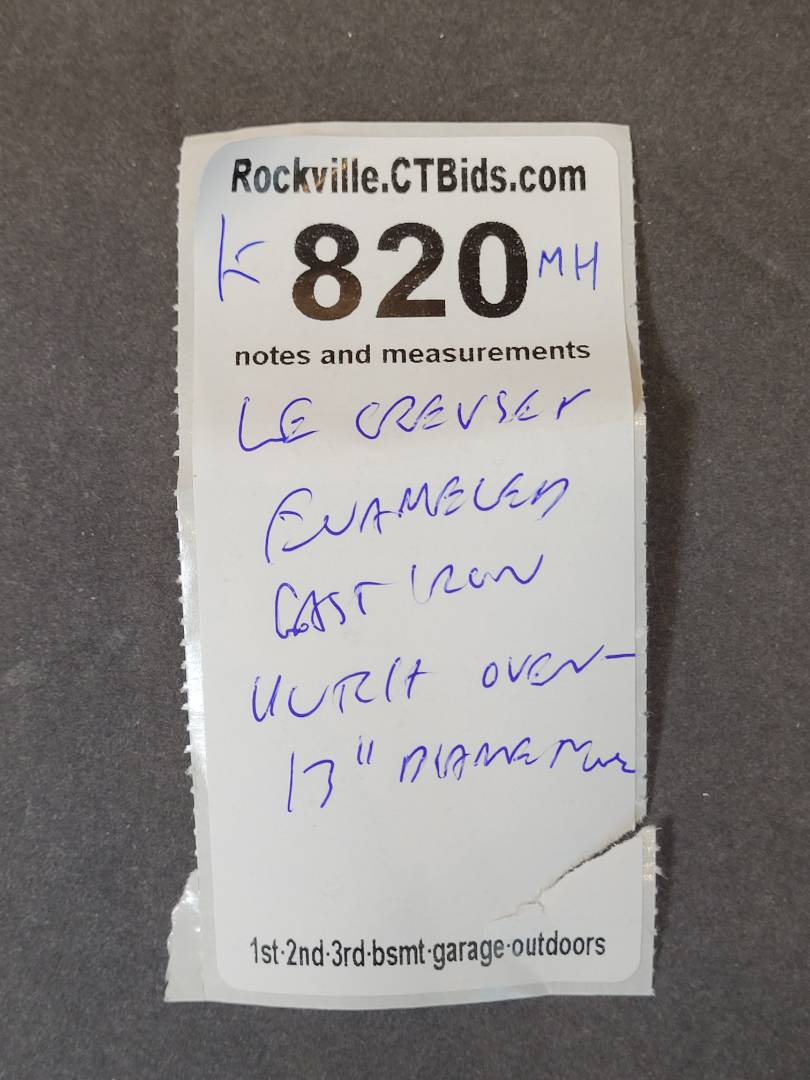 Rockville.CTBids.com
K 820 MH
notes and measurements
LE CREUSET
ENAMELED
CAST IRON
DUTCH OVEN-
13" DIAMETER
1st·2nd·3rd·bsmt·garage·outdoors